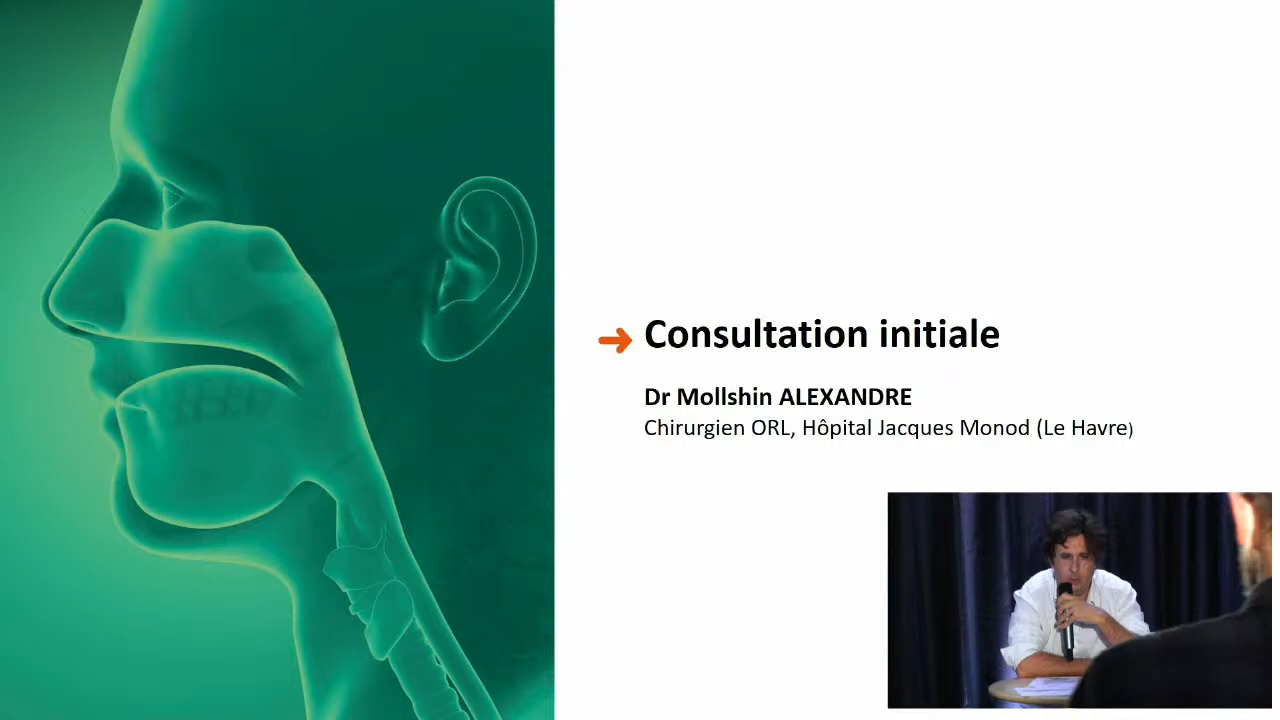 Consultation initiale
Dr Mollshin ALEXANDRE
Chirurgien ORL, Hôpital Jacques Monod (Le Havre)